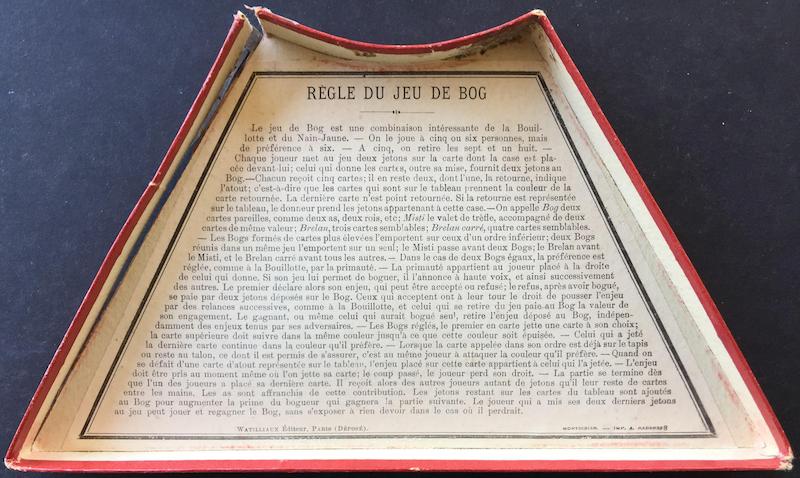 RÈGLE DU JEU DE BOG
Le jeu de Bog est une combinaison intéressante de la Bouil-
lotte et du Nain-Jaune. — On le joue à cinq ou six personnes, mais
de préférence à six. — A cinq, on retire les sept et un huit. —
Chaque joueur met au jeu deux jetons sur la carte dont la case est pla-
cée devant lui; celui qui donne les cartes, outre sa mise, fournit deux jetons au
Bog.—Chacun reçoit cinq cartes; il en reste deux, dont l'une, la retourne, indique
l'atout; c'est-à-dire que les cartes qui sont sur le tableau prennent la couleur de la
carte retournée. La dernière carte n'est point retournée. Si la retourne est représentée
sur le tableau, le donneur prend les jetons appartenant à cette case.—On appelle Bog deux
cartes pareilles, comme deux as, deux rois, etc; Misti le valet de trèfle, accompagné de deux
cartes de même valeur; Brelan, trois cartes semblables; Brelan carré, quatre cartes semblables.
— Les Bogs formés de cartes plus élevées l'emportent sur ceux d'un ordre inférieur; deux Bogs
réunis dans un même jeu l'emportent sur un seul; le Misti passe avant deux Bogs; le Brelan avant
le Misti, et le Brelan carré avant tous les autres. — Dans le cas de deux Bogs égaux, la préférence est
réglée, comme à la Bouillotte, par la primauté. — La primauté appartient au joueur placé à la droite
de celui qui donne. Si son jeu lui permet de boguer, il l'annonce à haute voix, et ainsi successivement
des autres. Le premier déclare alors son enjeu, qui peut être accepté ou refusé; le refus, après avoir bogué,
se paie par deux jetons déposés sur le Bog. Ceux qui acceptent ont à leur tour le droit de pousser l'enjeu
par des relances successives, comme à la Bouillotte, et celui qui se retire du jeu paie au Bog la valeur de
son engagement. Le gagnant, ou même celui qui aurait bogué seul, retire l'enjeu déposé au Bog, indépen-
damment des enjeux tenus par ses adversaires. — Les Bogs réglés, le premier en carte jette une carte à son choix;
la carte supérieure doit suivre dans la même couleur jusqu'à ce que cette couleur soit épuisée. — Celui qui a jeté
la dernière carte continue dans la couleur qu'il préfère. — Lorsque la carte appelée dans son ordre est déjà sur le tapis
ou reste au talon, ce dont il est permis de s'assurer, c'est au même joueur à attaquer la couleur qu'il préfère. — Quand on
se défait d'une carte d'atout représentée sur le tableau, l'enjeu placé sur cette carte appartient à celui qui l'a jetée. — L'enjeu
doit être pris au moment même où l'on jette sa carte; le coup passé, le joueur perd son droit. — La partie se termine dès
que l'un des joueurs a placé sa dernière carte. Il reçoit alors des autres joueurs autant de jetons qu'il leur reste de cartes
entre les mains. Les as sont affranchis de cette contribution. Les jetons restant sur les cartes du tableau sont ajoutés
au Bog pour augmenter la prime du bogueur qui gagnera la partie suivante. Le joueur qui a mis ses deux derniers jetons
au jeu peut jouer et regagner le Bog, sans s'exposer à rien devoir dans le cas où il perdrait.
WATILLIAUX Éditeur, PARIS (DÉPOSÉ).
— IMP. A.